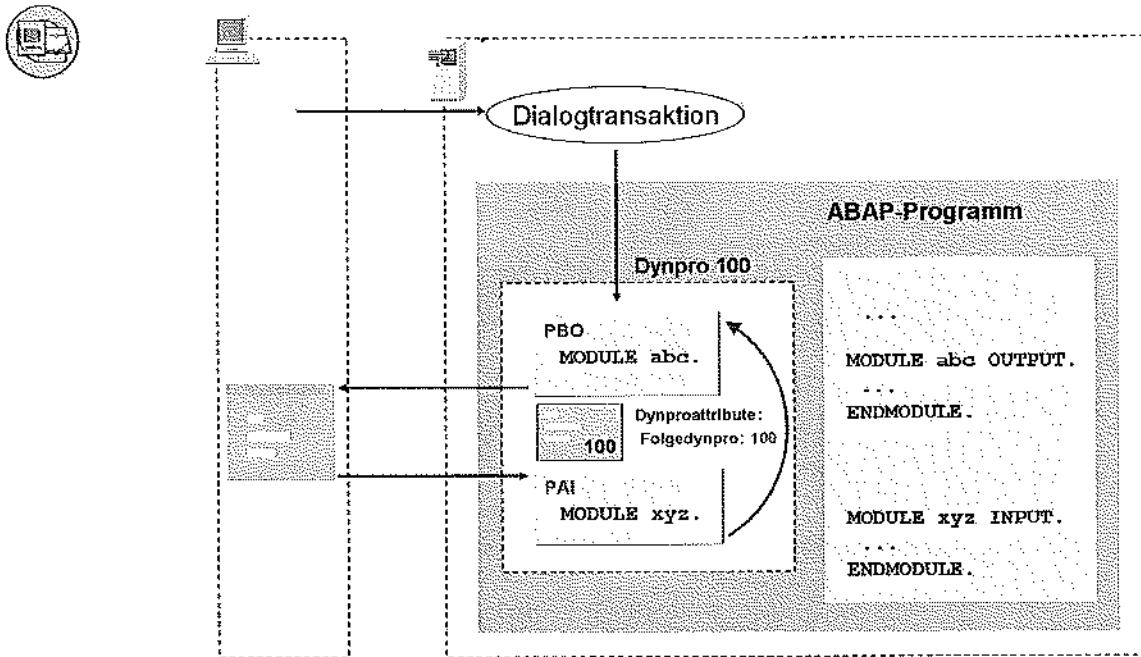 Dialogtransaktion
ABAP-Programm
Dynpro 100
PBO
MODULE abc.
Dynproattribute:
Folgedynpro: 100
100
PAI
MODULE xyz.
...
MODULE abc OUTPUT.
...
ENDMODULE.
MODULE xyz INPUT.
...
ENDMODULE.